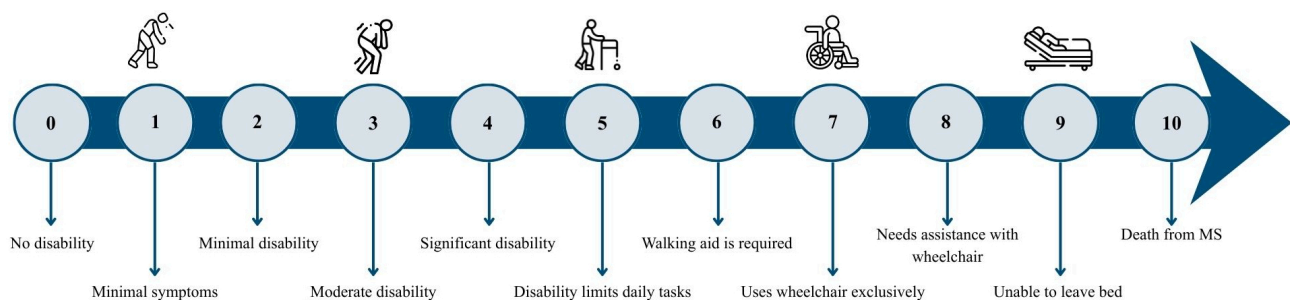 0
1
2
3
4
5
6
7
8
9
10
No disability
Minimal symptoms
Minimal disability
Moderate disability
Significant disability
Disability limits daily tasks
Walking aid is required
Uses wheelchair exclusively
Needs assistance with
wheelchair
Unable to leave bed
Death from MS